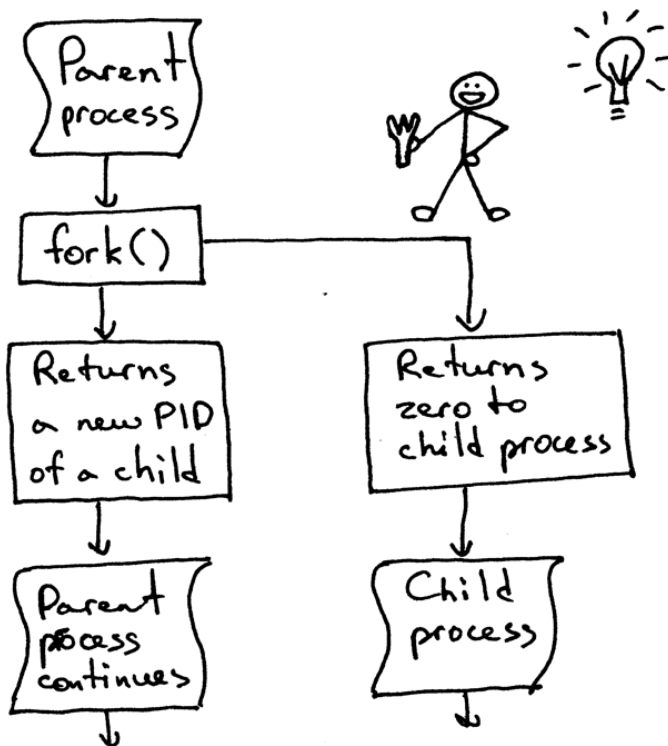 Parent
process
fork()
Returns
a new PID
of a child
Returns
zero to
child process
Parent
process
continues
Child
process